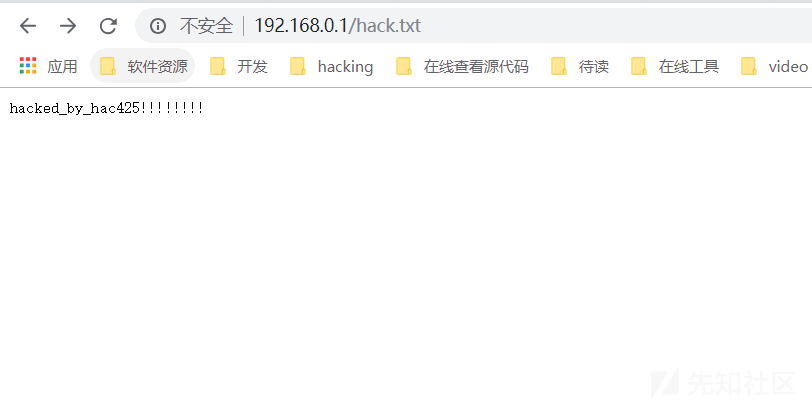 不安全 192.168.0.1/hack.txt
应用 软件资源 开发 hacking 在线查看源代码 待读 在线工具 video
hacked_by_hac425!!!!!!!!
先知社区